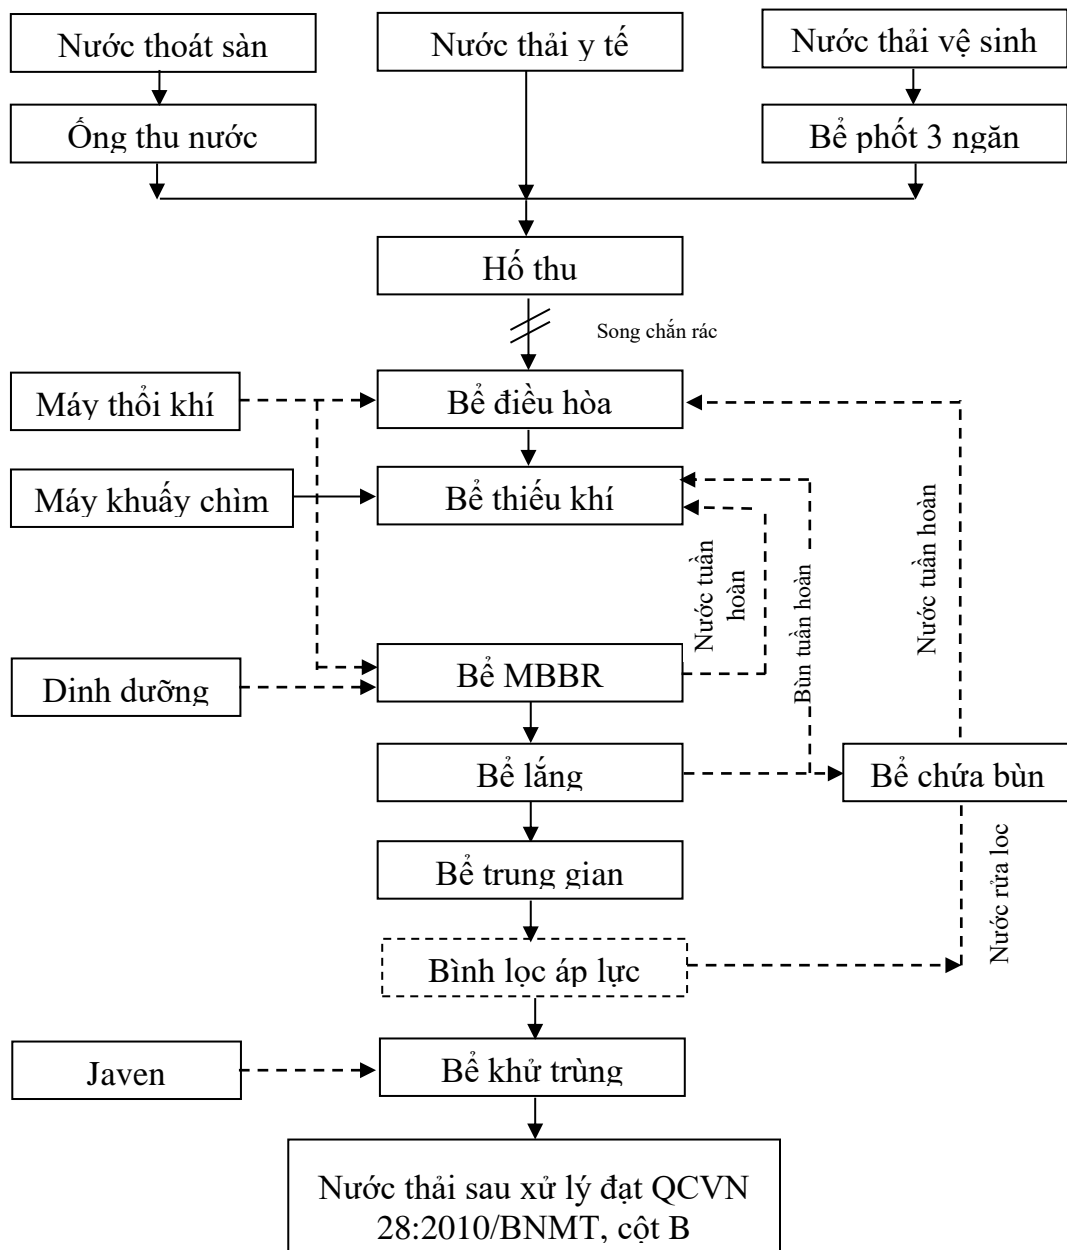 Nước thoát sàn
Nước thải y tế
Nước thải vệ sinh
Ống thu nước
Bể phốt 3 ngăn
Hố thu
Song chắn rác
Máy thổi khí
Bể điều hòa
Máy khuấy chìm
Bể thiếu khí
Nước tuần
hoàn
Bùn tuần hoàn
Nước tuần hoàn
Dinh dưỡng
Bể MBBR
Bể lắng
Bể chứa bùn
Bể trung gian
Nước rửa loc
Bình lọc áp lực
Javen
Bể khử trùng
Nước thải sau xử lý đạt QCVN
28:2010/BNMT, cột B